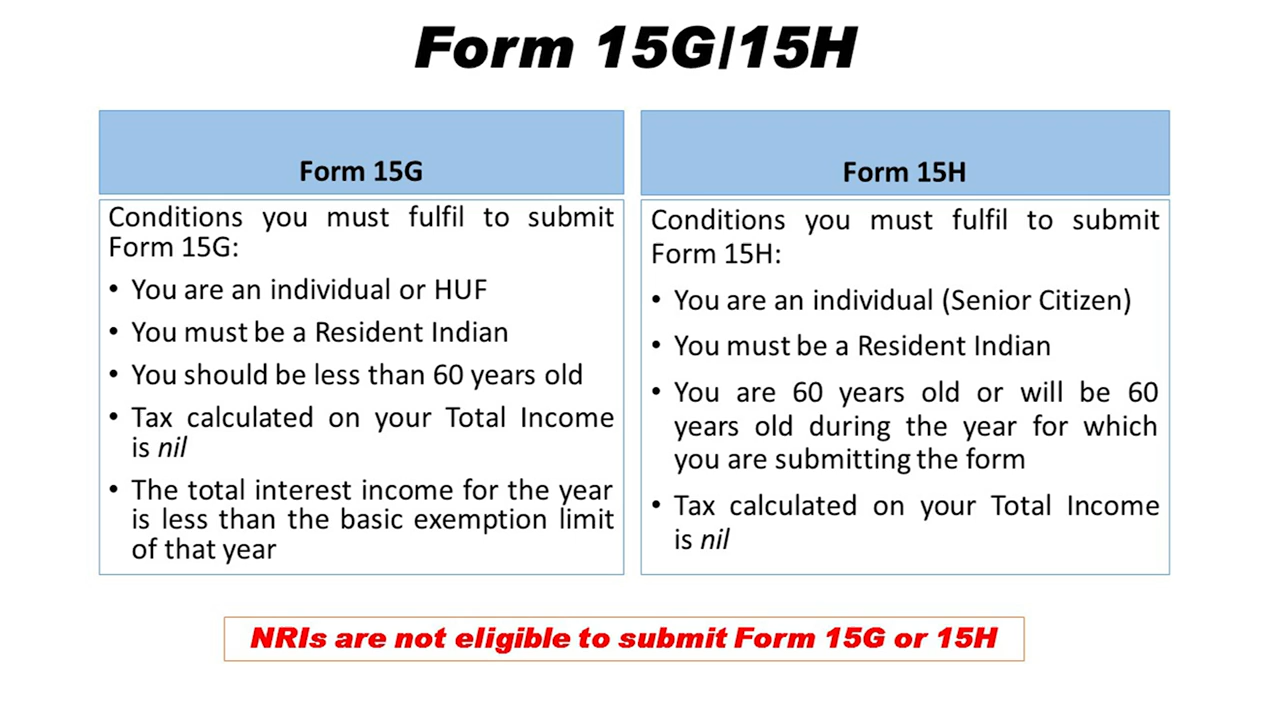 Form 15G/15H
Form 15G
Conditions you must fulfil to submit
Form 15G:
• You are an individual or HUF
• You must be a Resident Indian
• You should be less than 60 years old
• Tax calculated on your Total Income
is nil
• The total interest income for the year
is less than the basic exemption limit
of that year
Form 15H
Conditions you must fulfil to submit
Form 15H:
• You are an individual (Senior Citizen)
• You must be a Resident Indian
• You are 60 years old or will be 60
years old during the year for which
you are submitting the form
• Tax calculated on your Total Income
is nil
NRIs are not eligible to submit Form 15G or 15H